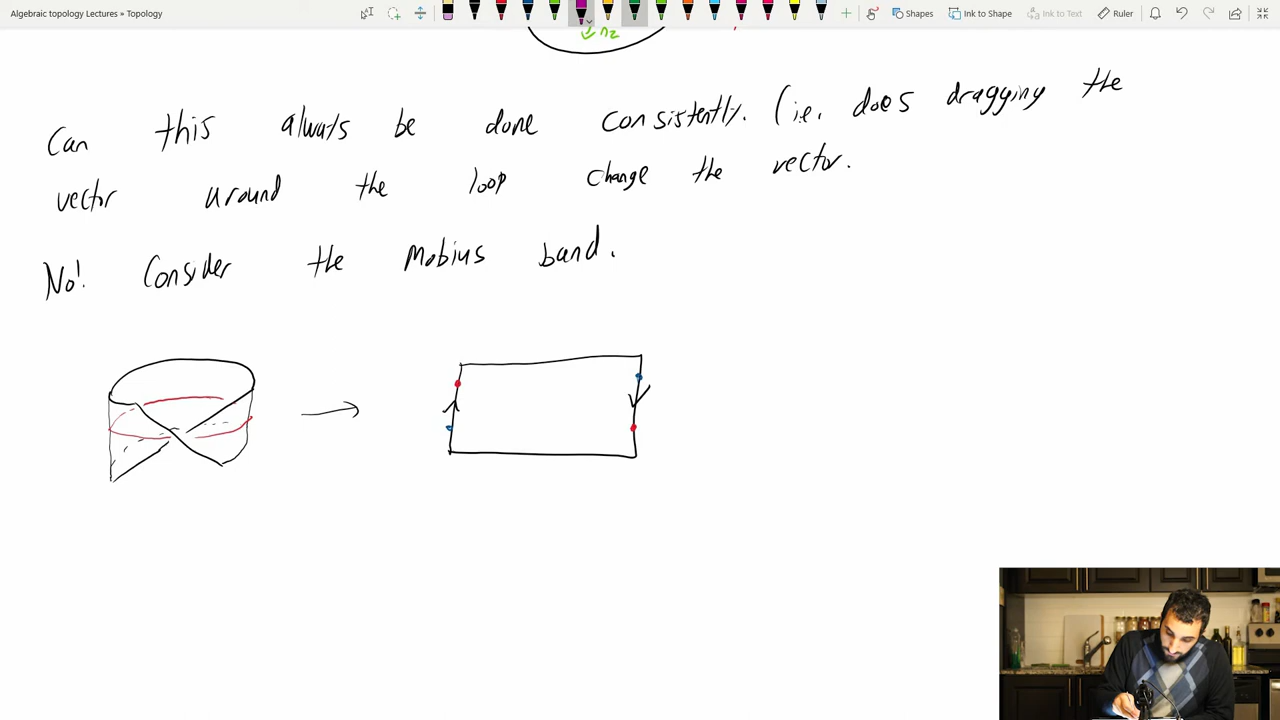 Algebraic topology Lectures » Topology
Shapes
Ink to Shape
Ink to Text
Ruler
n2
Can this always be done consistently. (i.e. does dragging the
vector around the loop change the vector.
No! Consider the mobius band.